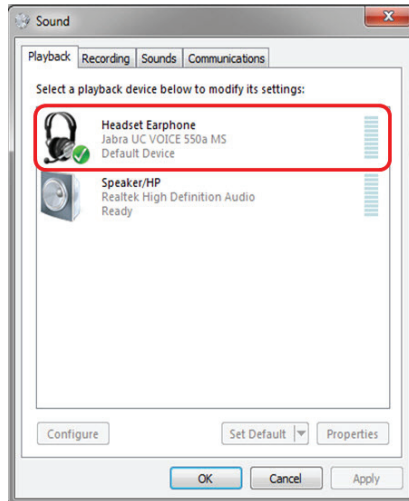 Sound
Playback Recording Sounds Communications
Select a playback device below to modify its settings:
Headset Earphone
Jabra UC VOICE 550a MS
Default Device
Speaker/HP
Realtek High Definition Audio
Ready
Configure Set Default Properties
OK Cancel Apply